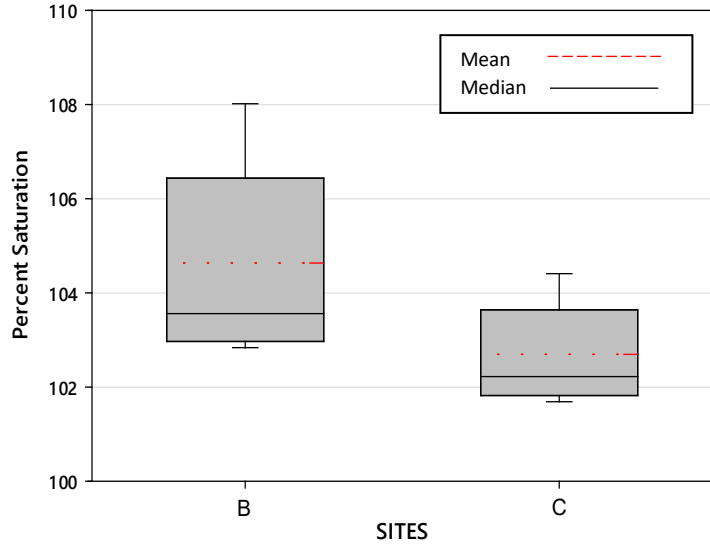 110
108
106
104
102
100
Percent Saturation
Mean
Median
B
C
SITES